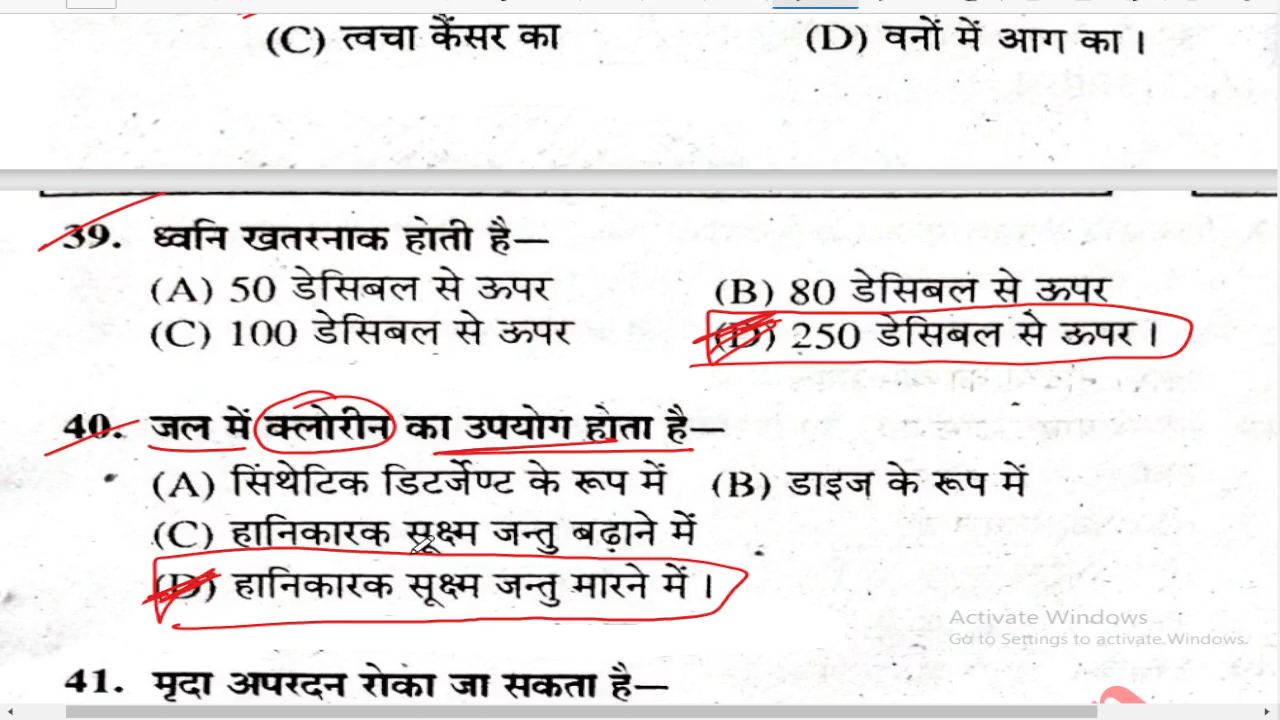 (C) त्वचा कैंसर का (D) वनों में आग का।
39. ध्वनि खतरनाक होती है—
(A) 50 डेसिबल से ऊपर (B) 80 डेसिबल से ऊपर
(C) 100 डेसिबल से ऊपर (D) 250 डेसिबल से ऊपर।
40. जल में क्लोरीन का उपयोग होता है—
(A) सिंथेटिक डिटर्जेण्ट के रूप में (B) डाइज के रूप में
(C) हानिकारक सूक्ष्म जन्तु बढ़ाने में
(D) हानिकारक सूक्ष्म जन्तु मारने में।
Activate Windows
Go to Settings to activate Windows.
41. मृदा अपरदन रोका जा सकता है—